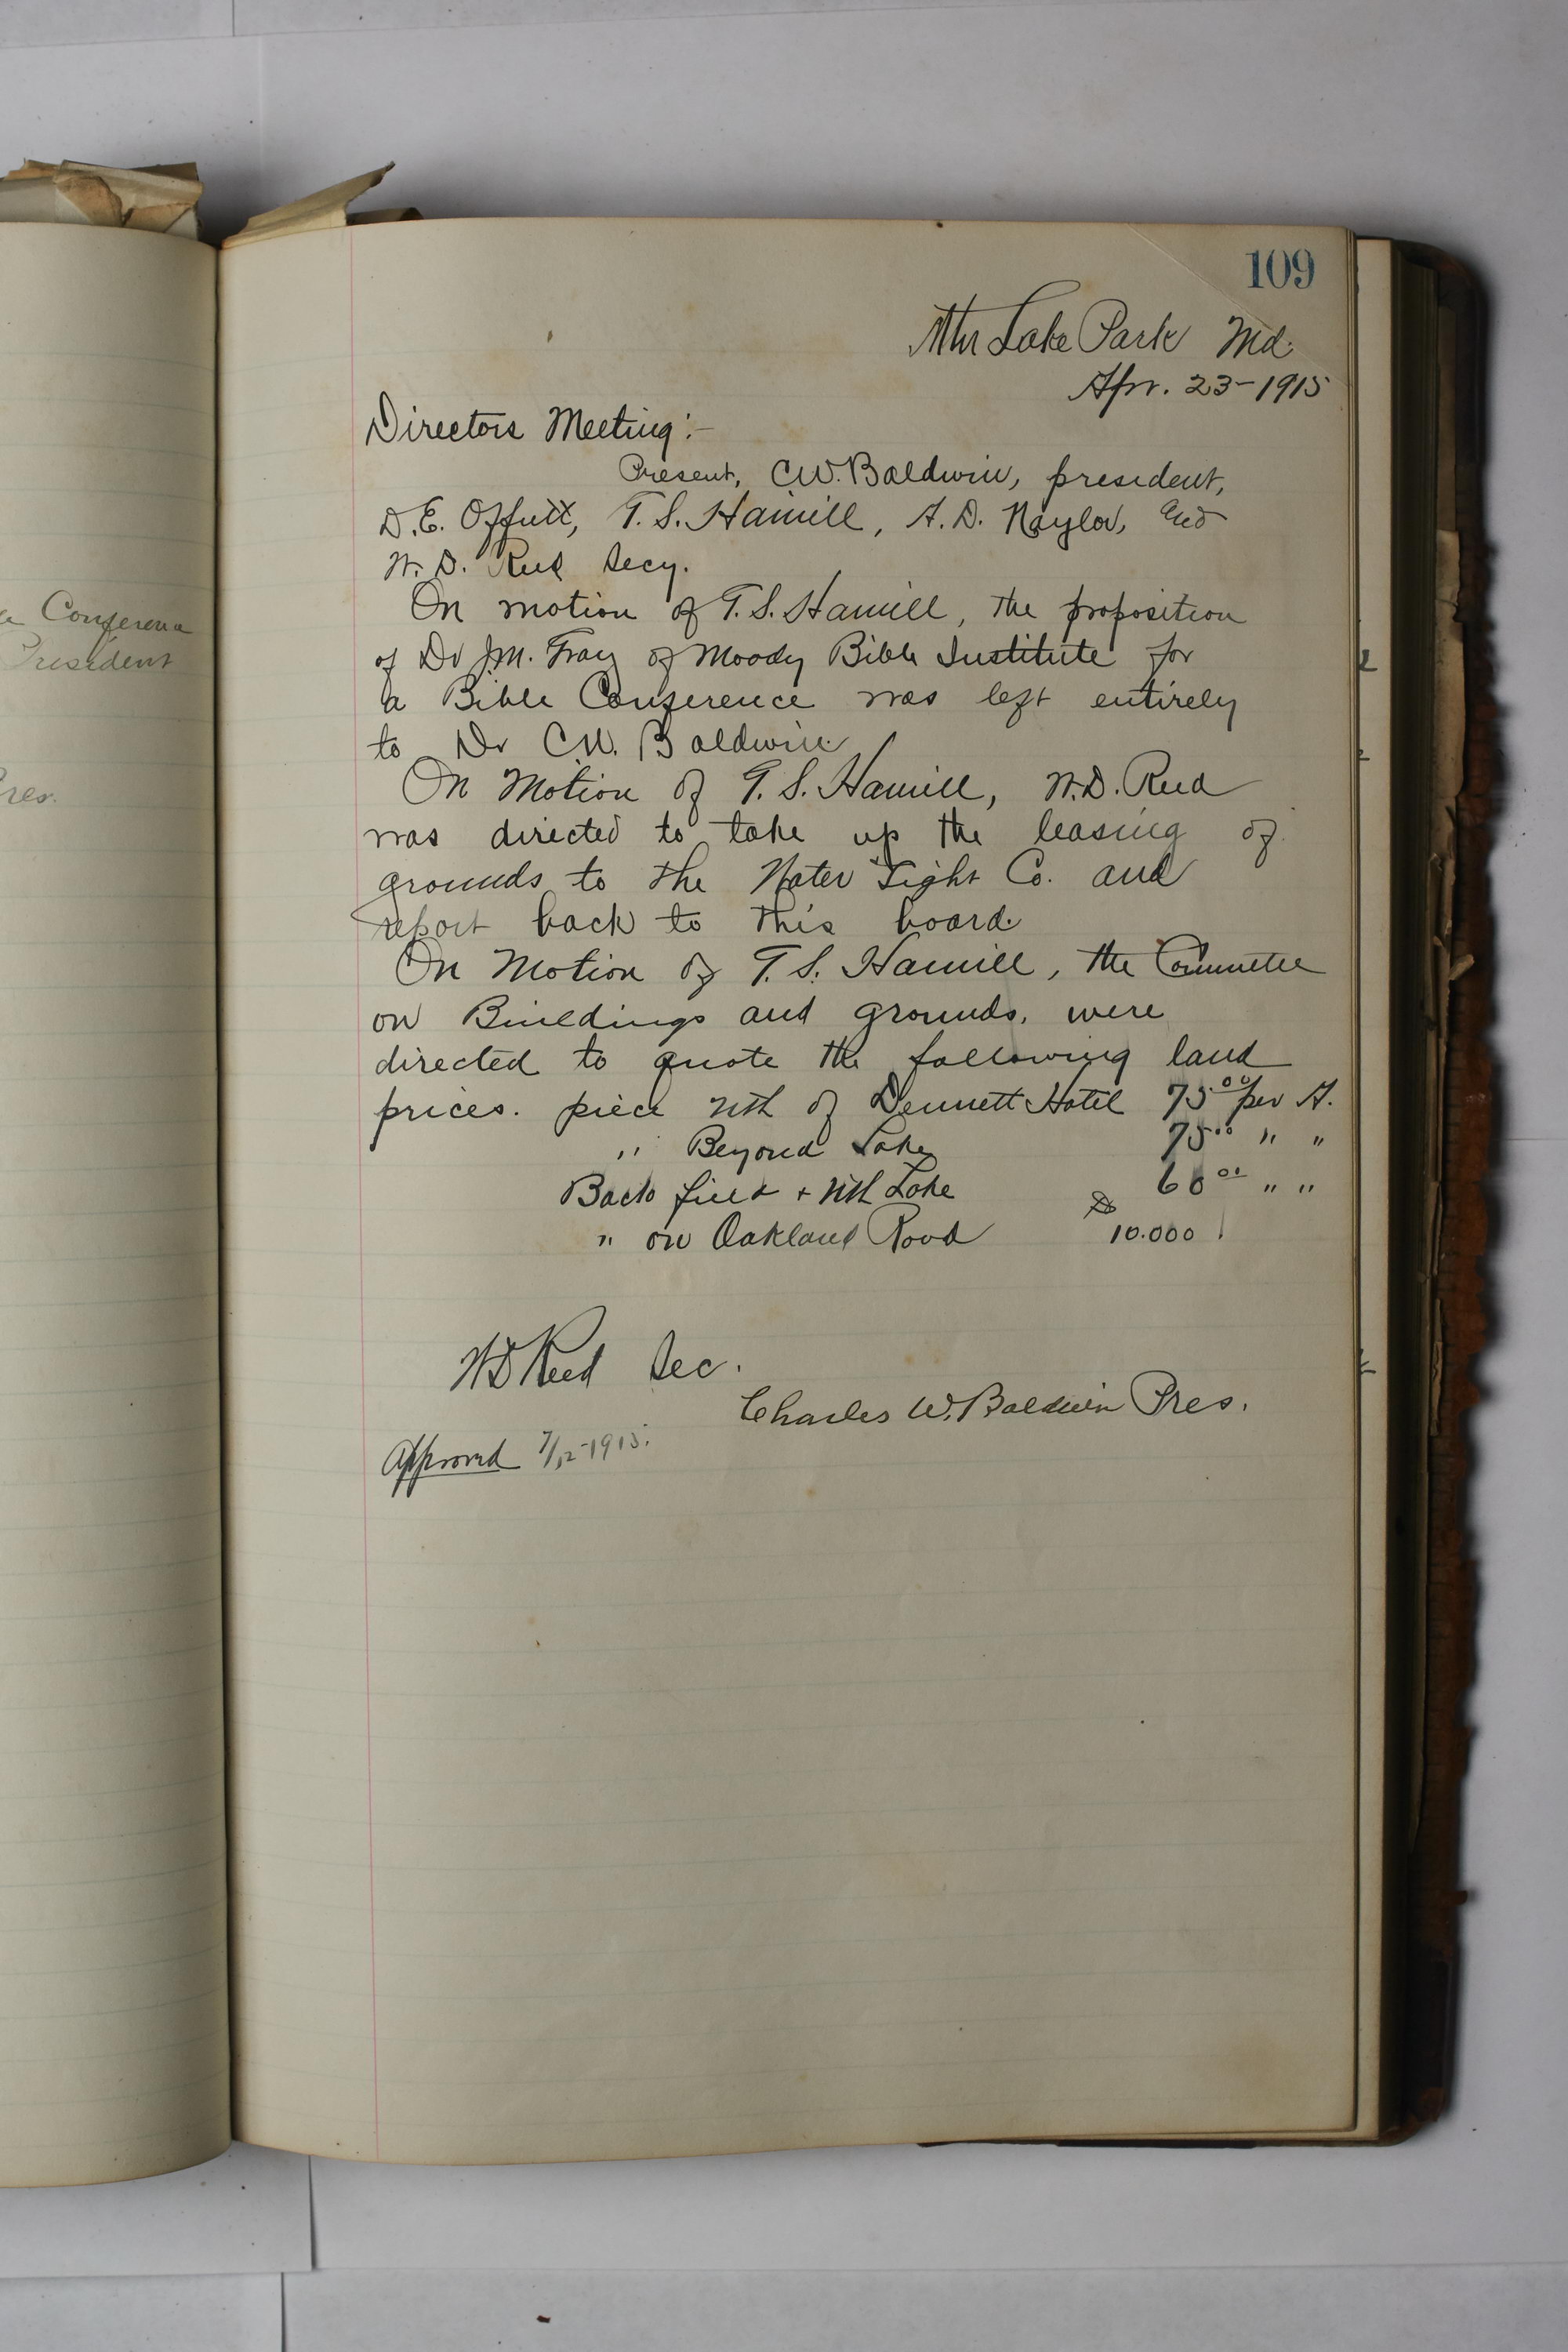 Conference
President
Pres.
109
Mtn Lake Park Md.
Apr. 23-1915
Directors Meeting:-
Present, C.W. Baldwin, president,
D.E. Offutt, T.S. Hamill, A.D. Naylor, and
W.D. Reed Secy.
On motion of T.S. Hamill, the proposition
of Dr J.M. Gray of Moody Bible Institute for
a Bible Conference was left entirely
to Dr C.W. Baldwin
On Motion of T.S. Hamill, W.D. Reed
was directed to take up the leasing of
grounds to the Water Light Co. and
report back to this board.
On Motion of T.S. Hamill, the Committee
on Buildings and grounds, were
directed to quote the following land
prices. piece nth of Dennett Hotel 75.00 per A.
" Beyond Lake 75.00 " "
Back field + nth Lake 60.00 " "
" on Oakland Road 10.000
W D Reed Sec.
Charles W. Baldwin Pres.
Approved 7/12-1915.